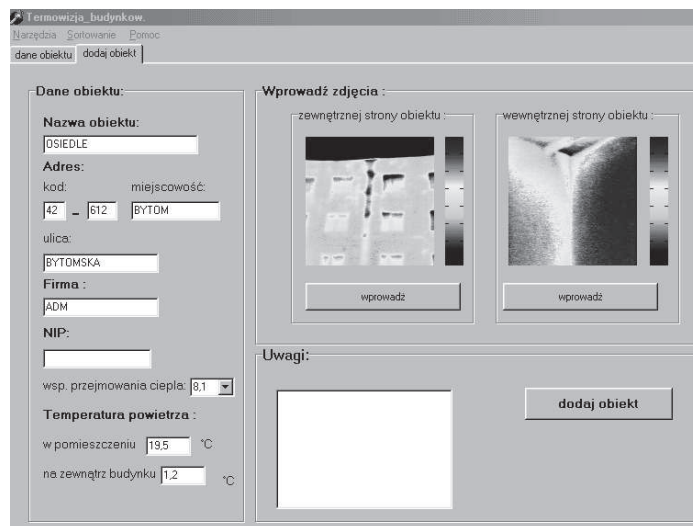 Termowizja_budynkow.
Narzędzia Sortowanie Pomoc
dane obiektu dodaj obiekt
Dane obiektu:
Nazwa obiektu:
OSIEDLE
Adres:
kod: miejscowość:
42 - 612 BYTOM
ulica:
BYTOMSKA
Firma :
ADM
NIP:
wsp. przejmowania ciepla: 8,1
Temperatura powietrza :
w pomieszczeniu 19,5 °C
na zewnątrz budynku 1,2 °C
Wprowadź zdjęcia :
zewnętrznej strony obiektu :
wewnętrznej strony obiektu :
wprowadź
wprowadź
Uwagi:
dodaj obiekt